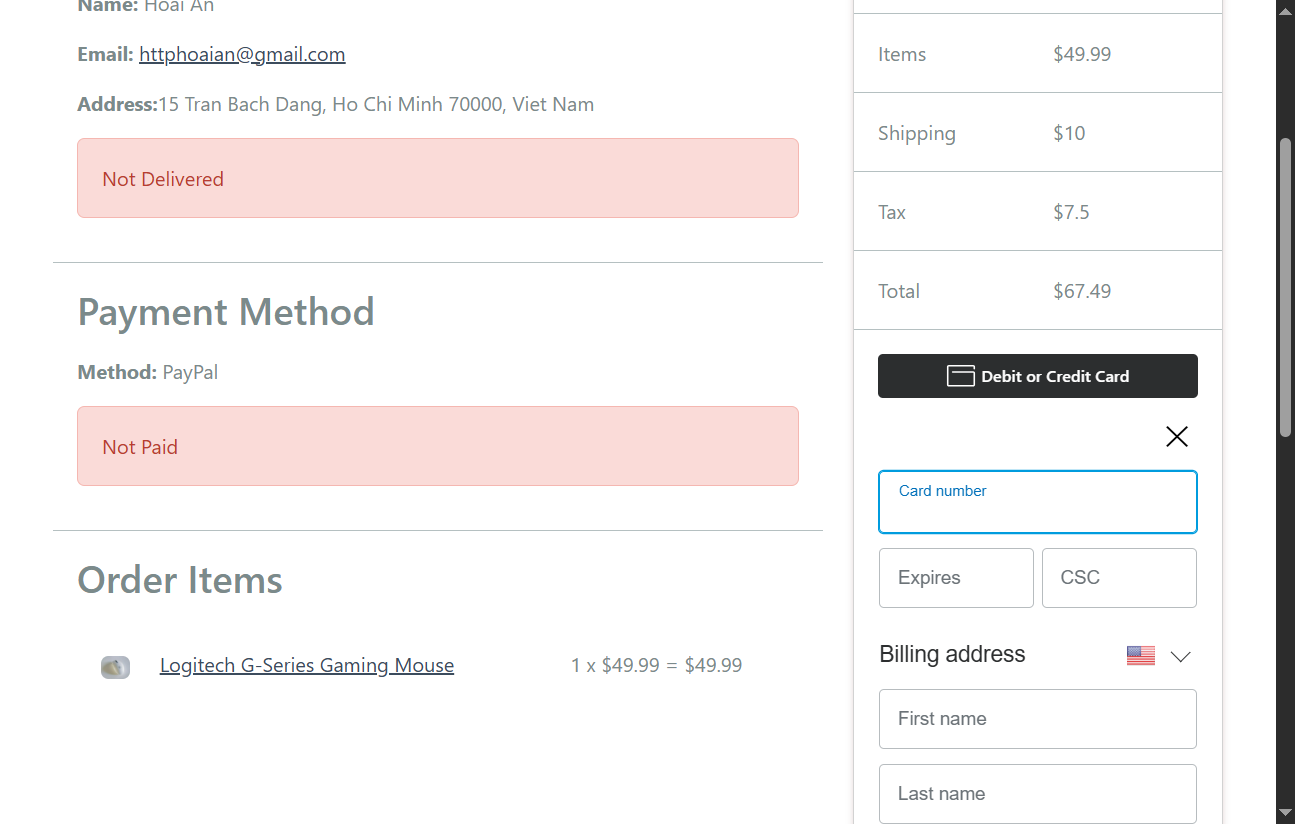 Name: Hoai An
Email: httphoaian@gmail.com
Address:15 Tran Bach Dang, Ho Chi Minh 70000, Viet Nam
Not Delivered
Payment Method
Method: PayPal
Not Paid
Order Items
Logitech G-Series Gaming Mouse 1 x $49.99 = $49.99
Items $49.99
Shipping $10
Tax $7.5
Total $67.49
Debit or Credit Card
Card number
Expires CSC
Billing address
First name
Last name